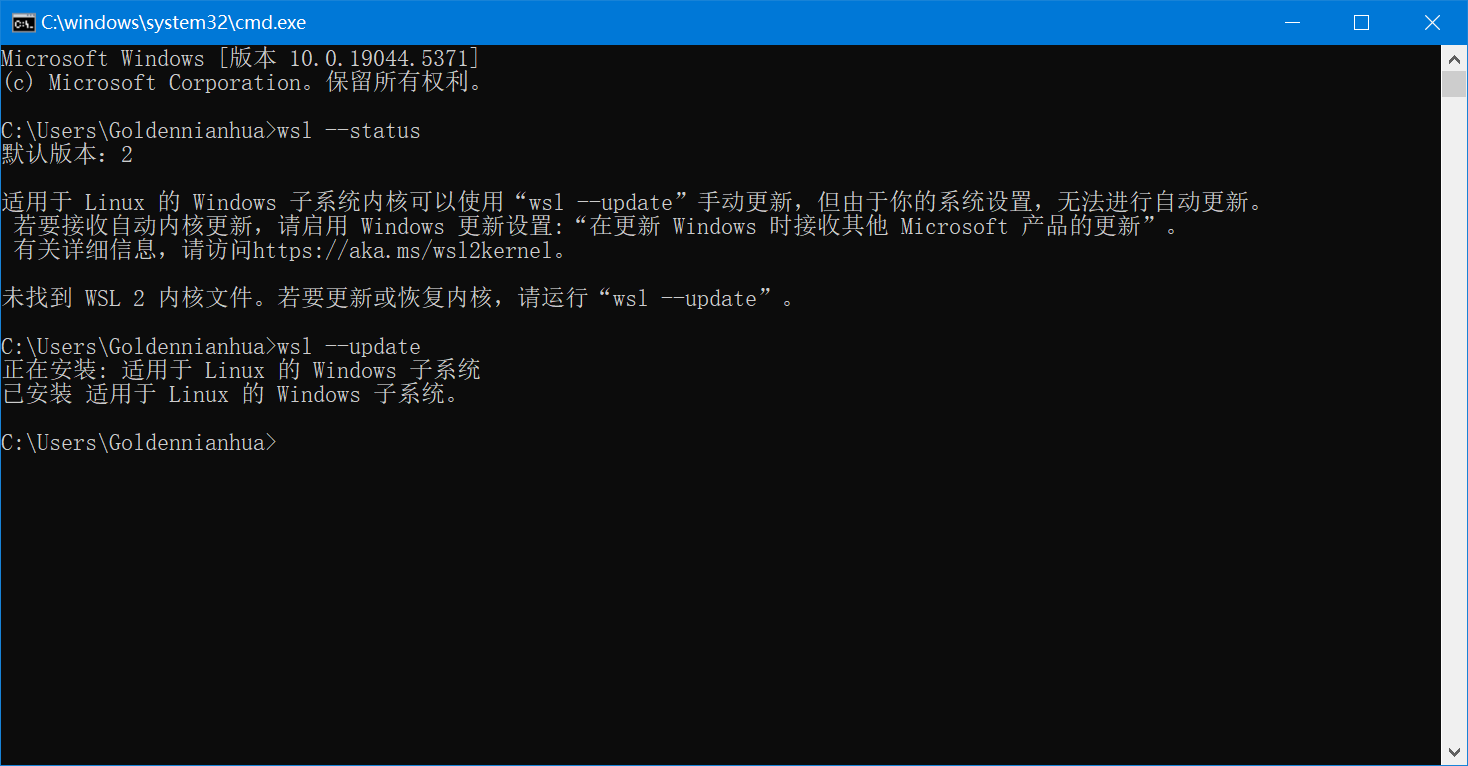 C:\windows\system32\cmd.exe
Microsoft Windows [版本 10.0.19044.5371]
(c) Microsoft Corporation。保留所有权利。
C:\Users\Goldennianhua>wsl --status
默认版本：2
适用于 Linux 的 Windows 子系统内核可以使用“wsl --update”手动更新，但由于你的系统设置，无法进行自动更新。
若要接收自动内核更新，请启用 Windows 更新设置:“在更新 Windows 时接收其他 Microsoft 产品的更新”。
有关详细信息，请访问https://aka.ms/wsl2kernel。
未找到 WSL 2 内核文件。若要更新或恢复内核，请运行“wsl --update”。
C:\Users\Goldennianhua>wsl --update
正在安装: 适用于 Linux 的 Windows 子系统
已安装 适用于 Linux 的 Windows 子系统。
C:\Users\Goldennianhua>